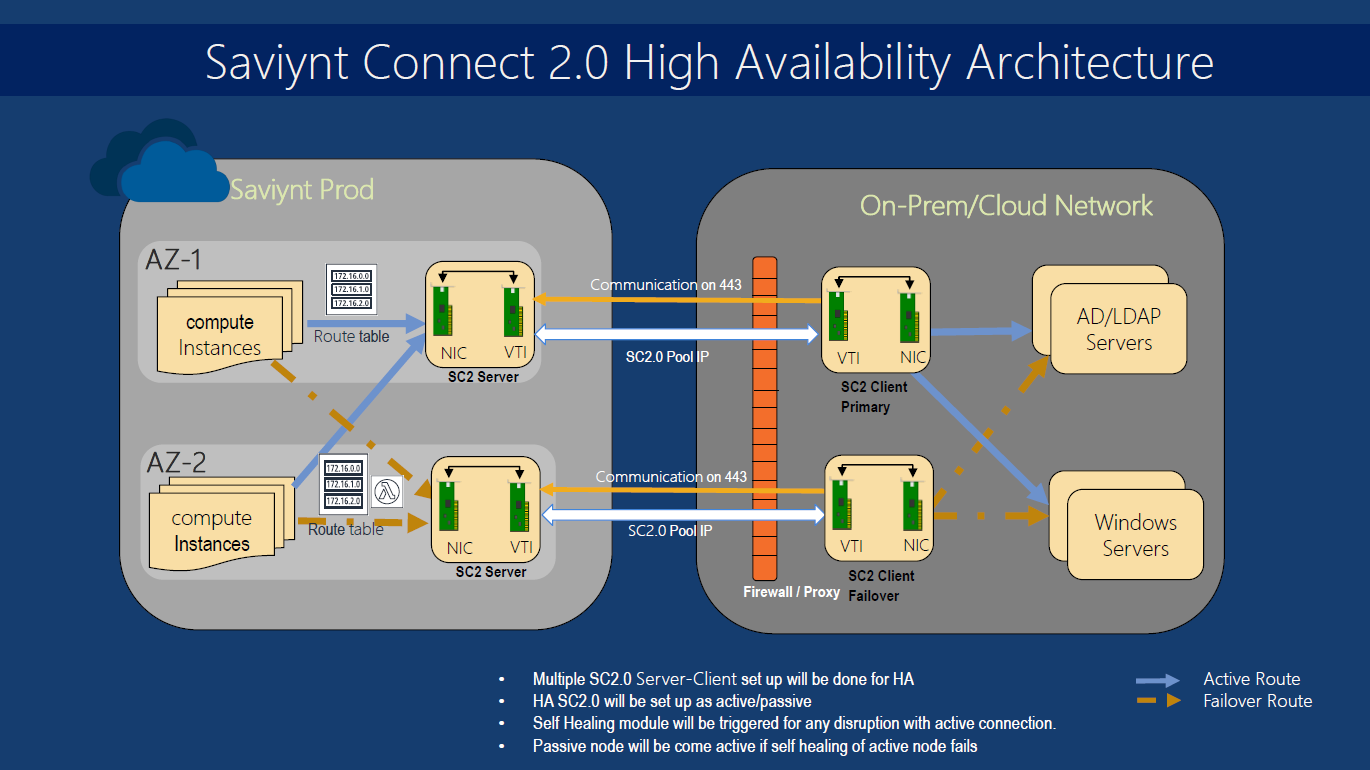 Saviynt Connect 2.0 High Availability Architecture
Saviynt Prod
On-Prem/Cloud Network
AZ-1
172.16.0.0
172.16.1.0
172.16.2.0
compute
Instances
Route table
NIC
VTI
SC2 Server
Communication on 443
SC2.0 Pool IP
VTI
NIC
SC2 Client
Primary
AD/LDAP
Servers
AZ-2
172.16.0.0
172.16.1.0
172.16.2.0
λ
compute
Instances
Route table
NIC
VTI
SC2 Server
Communication on 443
SC2.0 Pool IP
VTI
NIC
SC2 Client
Failover
Windows
Servers
Firewall / Proxy
• Multiple SC2.0 Server-Client set up will be done for HA
• HA SC2.0 will be set up as active/passive
• Self Healing module will be triggered for any disruption with active connection.
• Passive node will be come active if self healing of active node fails
Active Route
Failover Route